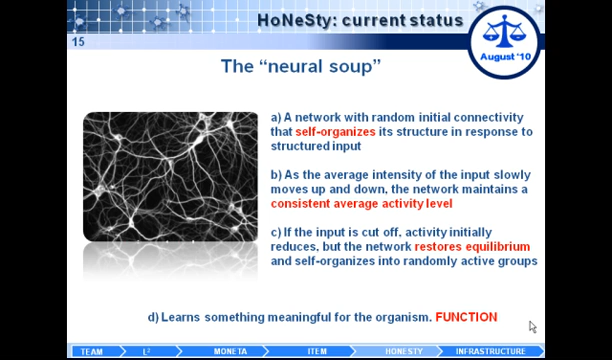 HoNeSty: current status
15
August '10
The “neural soup”
a) A network with random initial connectivity
that self-organizes its structure in response to
structured input
b) As the average intensity of the input slowly
moves up and down, the network maintains a
consistent average activity level
c) If the input is cut off, activity initially
reduces, but the network restores equilibrium
and self-organizes into randomly active groups
d) Learns something meaningful for the organism. FUNCTION
TEAM
L²
MONETA
ITEM
HONESTY
INFRASTRUCTURE